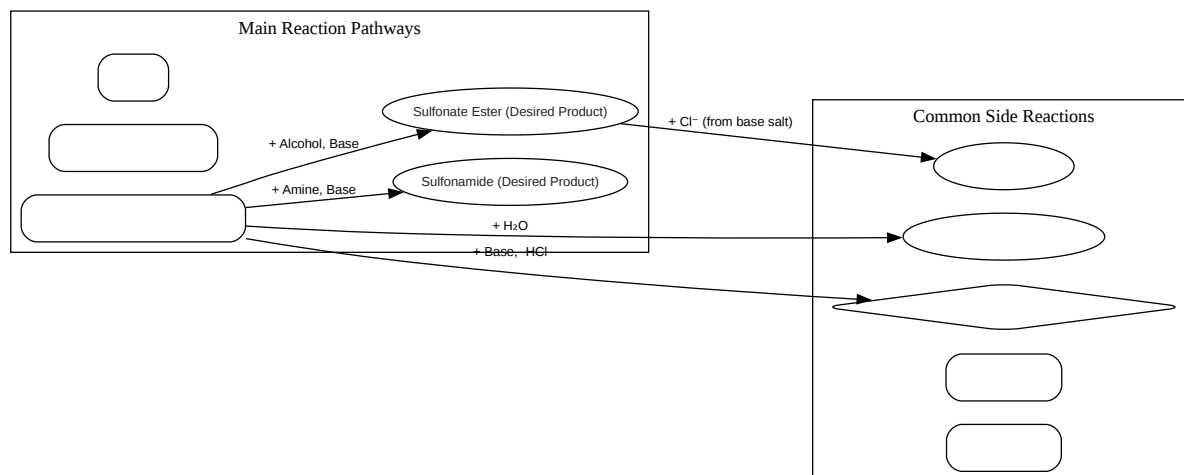 Main Reaction Pathways
Sulfonate Ester (Desired Product)
+ Cl⁻ (from base salt)
Common Side Reactions
+ Alcohol, Base
Sulfonamide (Desired Product)
+ Amine, Base
+ H₂O
+ Base, -HCl